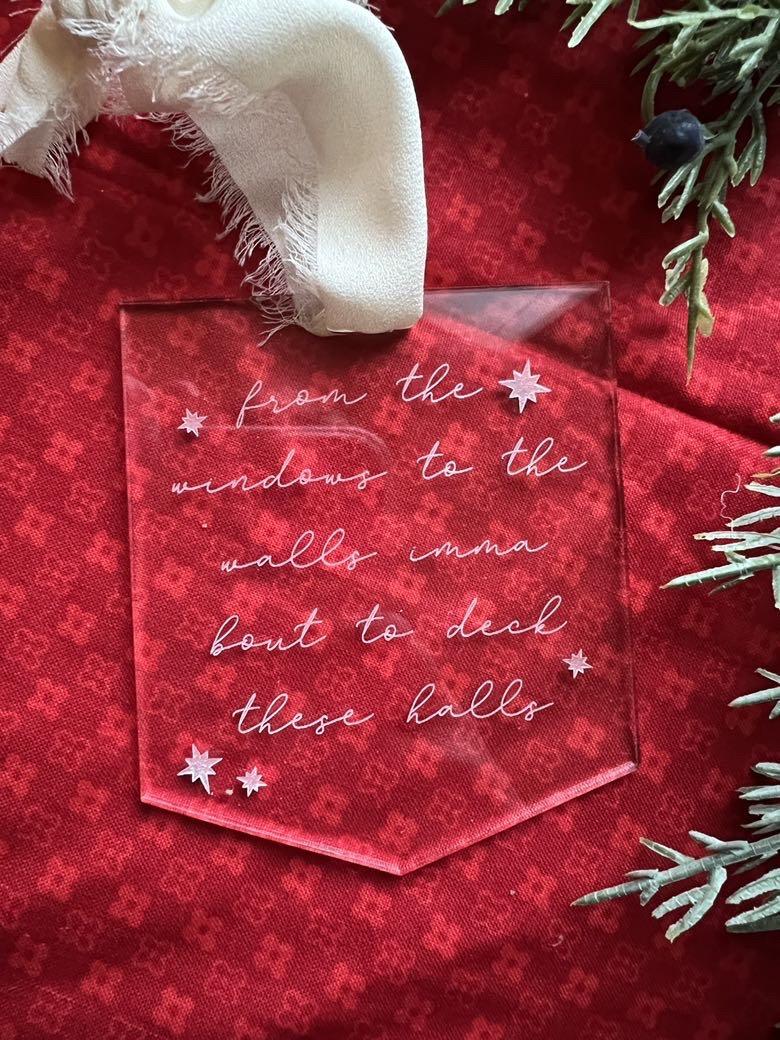 from the
windows to the
walls imma
bout to deck
these halls